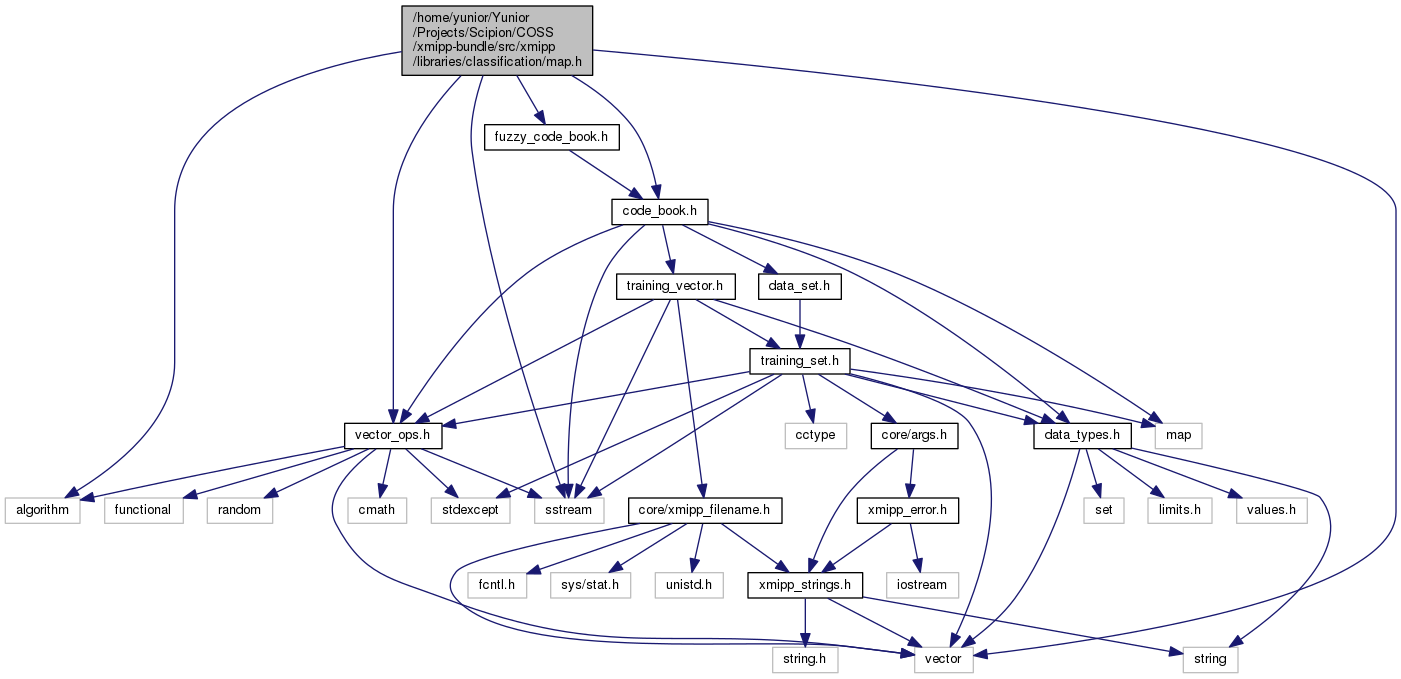 /home/yunior/Yunior
/Projects/Scipion/COSS
/xmipp-bundle/src/xmipp
/libraries/classification/map.h
fuzzy_code_book.h
code_book.h
training_vector.h
data_set.h
training_set.h
vector_ops.h
cctype
core/args.h
data_types.h
map
algorithm
functional
random
cmath
stdexcept
sstream
core/xmipp_filename.h
xmipp_error.h
set
limits.h
values.h
fcntl.h
sys/stat.h
unistd.h
xmipp_strings.h
iostream
string.h
vector
string